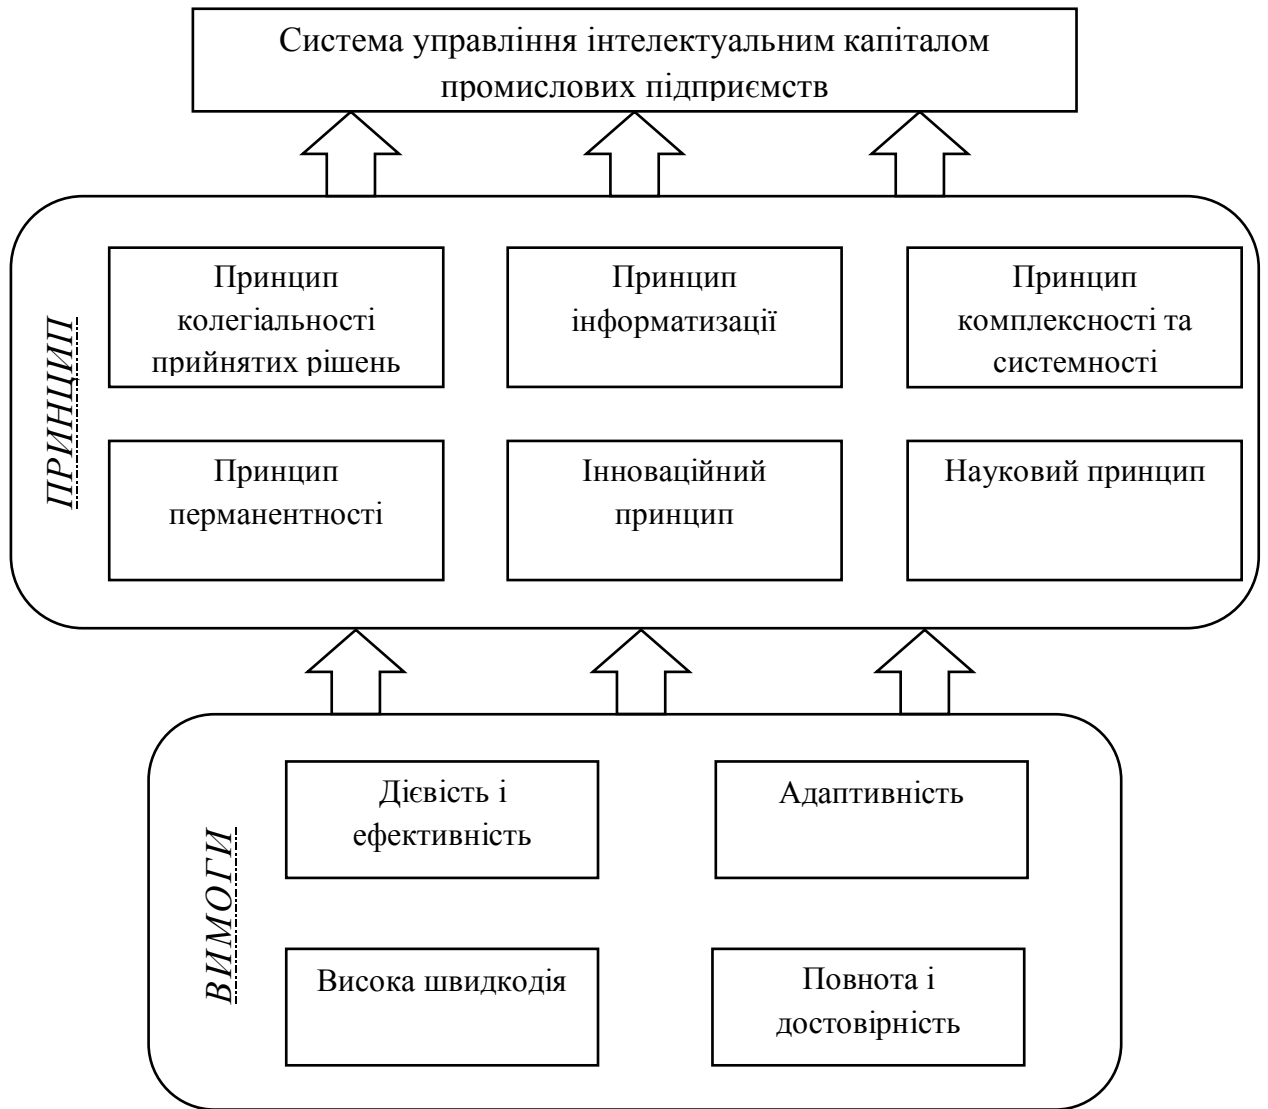 Система управління інтелектуальним капіталом
промислових підприємств
ПРИНЦИП
Принцип
колегіальності
прийнятих рішень
Принцип
інформатизації
Принцип
комплексності та
системності
Принцип
перманентності
Інноваційний
принцип
Науковий принцип
ВИМОГИ
Дієвість і
ефективність
Адаптивність
Висока швидкодія
Повнота і
достовірність